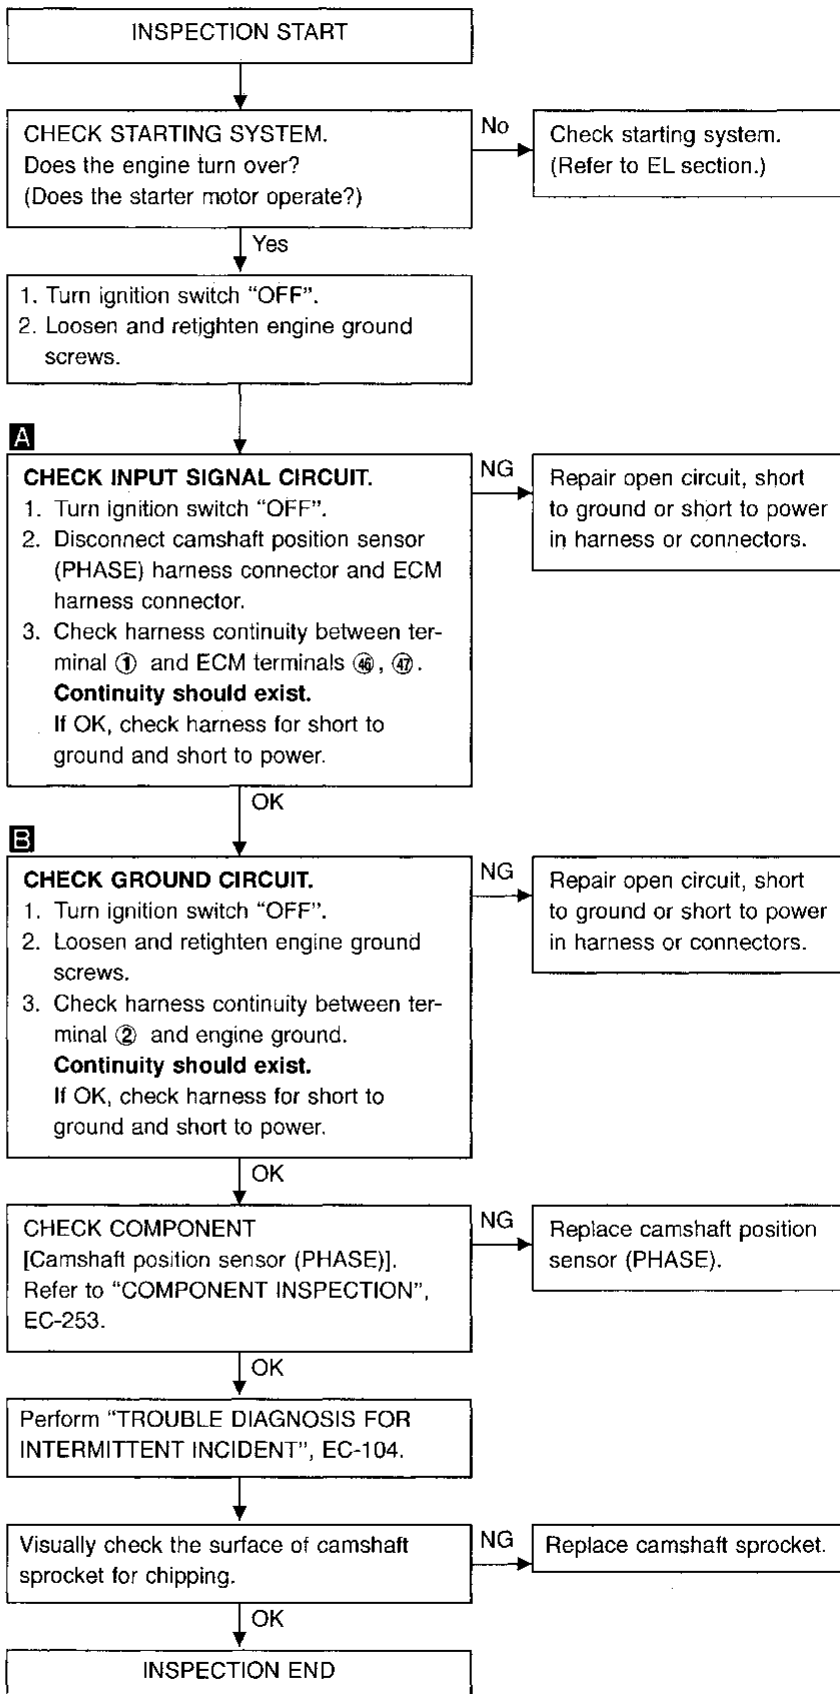 INSPECTION START
CHECK STARTING SYSTEM.
Does the engine turn over?
(Does the starter motor operate?)
No
Check starting system.
(Refer to EL section.)
Yes
1. Turn ignition switch “OFF”.
2. Loosen and retighten engine ground
screws.
A
CHECK INPUT SIGNAL CIRCUIT.
1. Turn ignition switch “OFF”.
2. Disconnect camshaft position sensor
(PHASE) harness connector and ECM
harness connector.
3. Check harness continuity between ter-
minal ① and ECM terminals ㊻, ㊼.
Continuity should exist.
If OK, check harness for short to
ground and short to power.
NG
Repair open circuit, short
to ground or short to power
in harness or connectors.
OK
B
CHECK GROUND CIRCUIT.
1. Turn ignition switch “OFF”.
2. Loosen and retighten engine ground
screws.
3. Check harness continuity between ter-
minal ② and engine ground.
Continuity should exist.
If OK, check harness for short to
ground and short to power.
NG
Repair open circuit, short
to ground or short to power
in harness or connectors.
OK
CHECK COMPONENT
[Camshaft position sensor (PHASE)].
Refer to “COMPONENT INSPECTION”,
EC-253.
NG
Replace camshaft position
sensor (PHASE).
OK
Perform “TROUBLE DIAGNOSIS FOR
INTERMITTENT INCIDENT”, EC-104.
Visually check the surface of camshaft
sprocket for chipping.
NG
Replace camshaft sprocket.
OK
INSPECTION END